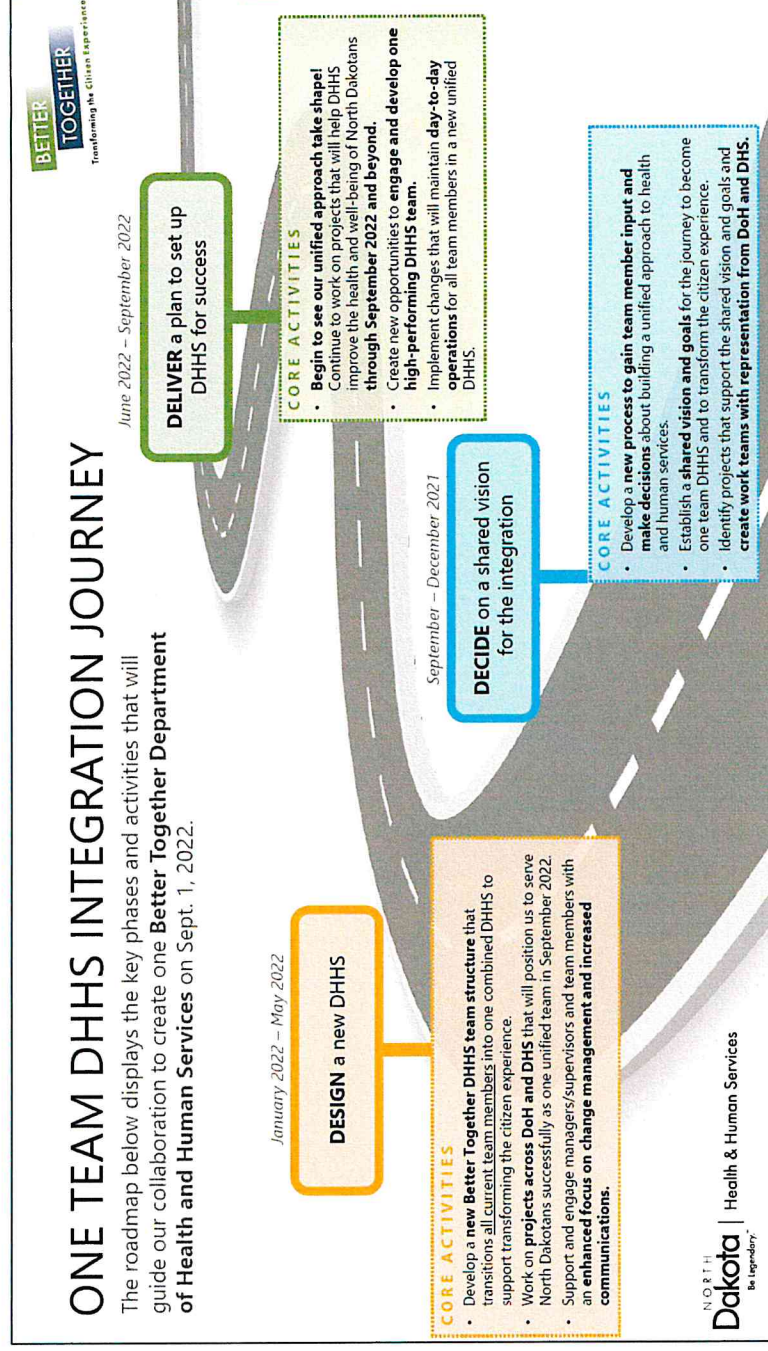 ONE TEAM DHHS INTEGRATION JOURNEY
The roadmap below displays the key phases and activities that will
guide our collaboration to create one Better Together Department
of Health and Human Services on Sept. 1, 2022.
BETTER
TOGETHER
Transforming the Citizen Experience
January 2022 – May 2022
DESIGN a new DHHS
CORE ACTIVITIES
• Develop a new Better Together DHHS team structure that
transitions all current team members into one combined DHHS to
support transforming the citizen experience.
• Work on projects across DoH and DHS that will position us to serve
North Dakotans successfully as one unified team in September 2022.
• Support and engage managers/supervisors and team members with
an enhanced focus on change management and increased
communications.
September – December 2021
DECIDE on a shared vision
for the integration
CORE ACTIVITIES
• Develop a new process to gain team member input and
make decisions about building a unified approach to health
and human services.
• Establish a shared vision and goals for the journey to become
one team DHHS and to transform the citizen experience.
• Identify projects that support the shared vision and goals and
create work teams with representation from DoH and DHS.
June 2022 – September 2022
DELIVER a plan to set up
DHHS for success
CORE ACTIVITIES
• Begin to see our unified approach take shape!
Continue to work on projects that will help DHHS
improve the health and well-being of North Dakotans
through September 2022 and beyond.
• Create new opportunities to engage and develop one
high-performing DHHS team.
• Implement changes that will maintain day-to-day
operations for all team members in a new unified
DHHS.
NORTH
Dakota | Health & Human Services
Be Legendary.™